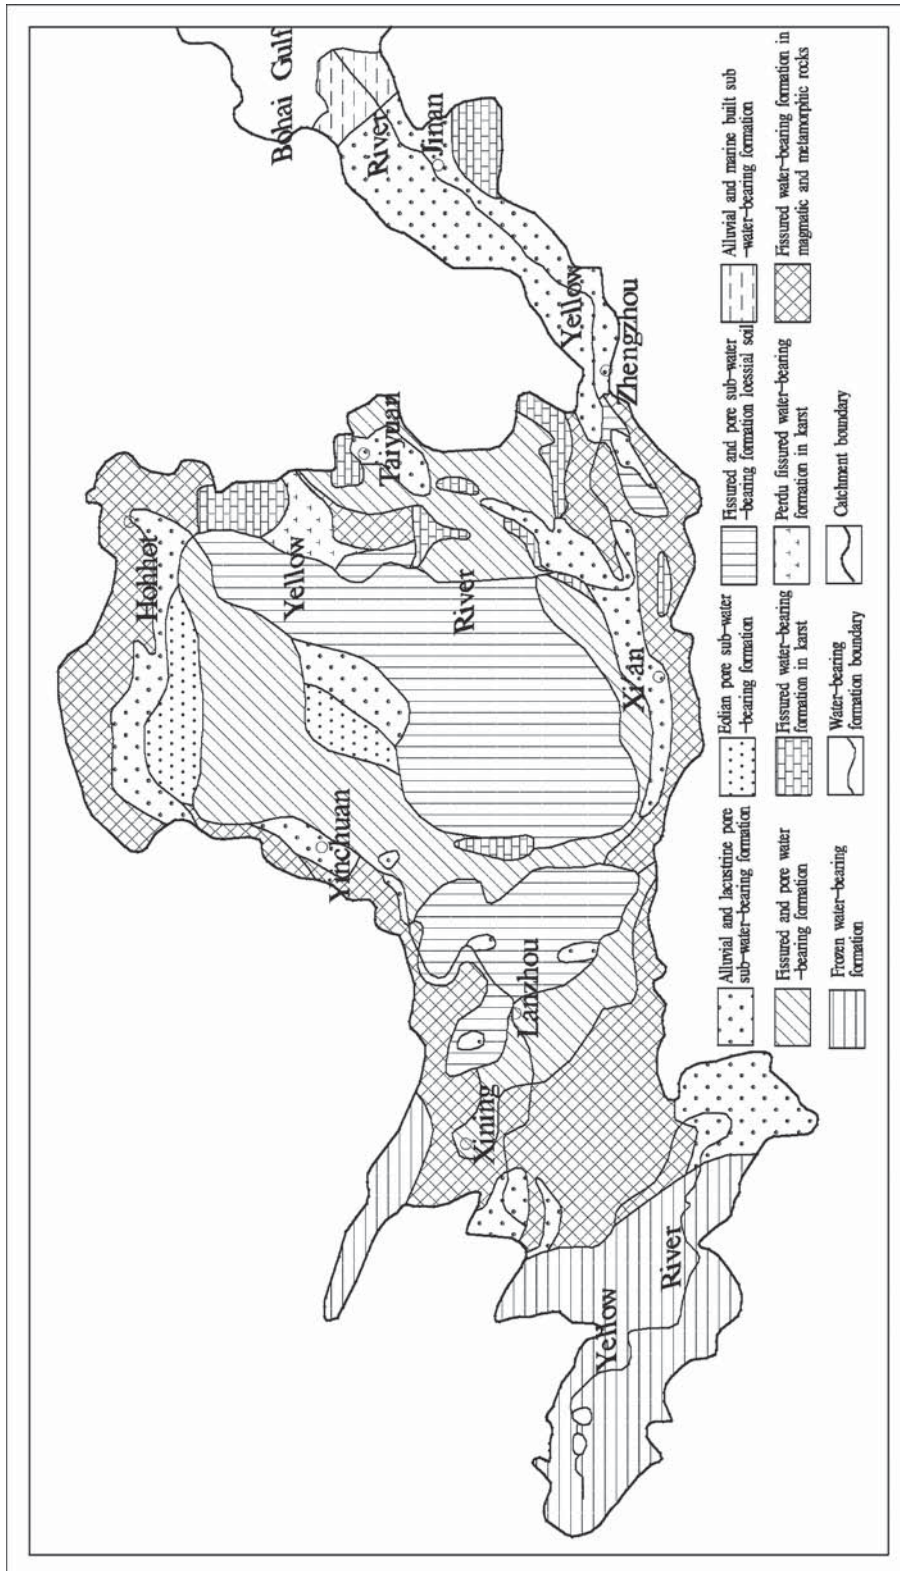 Bohai Gulf
River
Jinan
Yellow
Zhengzhou
Taiyuan
Hohhet
Yellow
River
Xi'an
Yinchuan
Lanzhou
Xining
River
Yellow
Alluvial and lacustrine pore
sub-water-bearing formation
Eolian pore sub-water
-bearing formation
Fissured and pore sub-water
-bearing formation loessial soil
Alluvial and marine built sub
-water-bearing formation
Fissured and pore water
-bearing formation
Fissured water-bearing
formation in karst
Perdu fissured water-bearing
formation in karst
Fissured water-bearing formation in
magmatic and metamorphic rocks
Frozen water-bearing
formation
Water-bearing
formation boundary
Catchment boundary